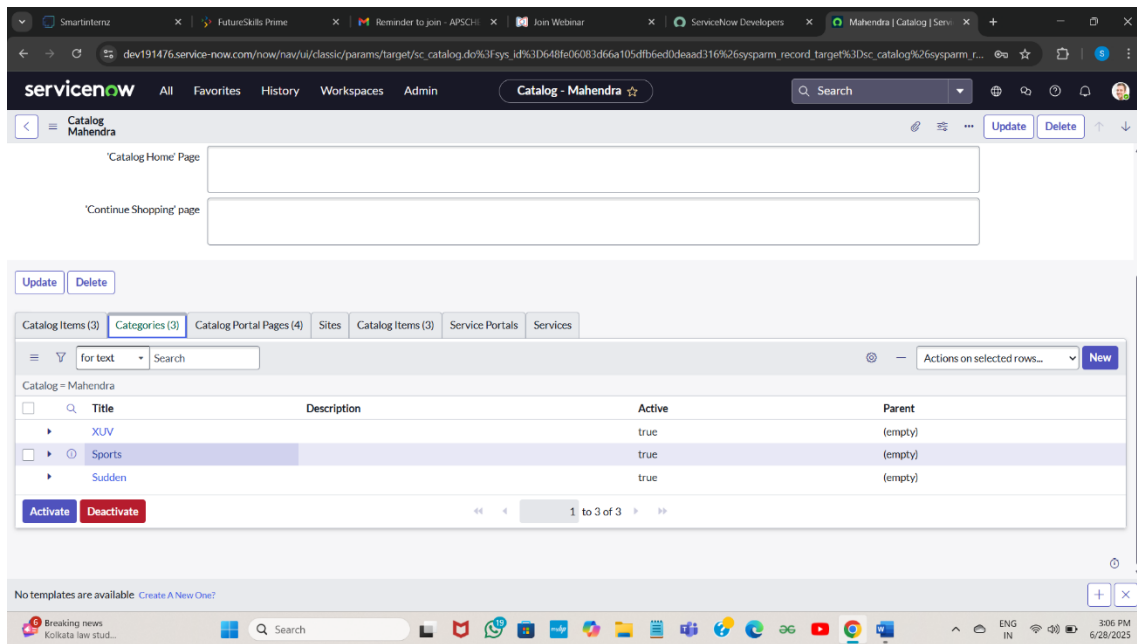 Smartinternz
FutureSkills Prime
Reminder to join - APSCHE
Join Webinar
ServiceNow Developers
Mahendra | Catalog | Servi
dev191476.service-now.com/now/nav/ui/classic/params/target/sc_catalog.do%3Fsys_id%3D648fe06083d66a105dfb6ed0deaad316%26sysparm_record_target%3Dsc_catalog%26sysparm_r...
S
servicenow All Favorites History Workspaces Admin Catalog - Mahendra Search
Catalog
Mahendra
Update Delete
'Catalog Home' Page
'Continue Shopping' page
Update Delete
Catalog Items (3) Categories (3) Catalog Portal Pages (4) Sites Catalog Items (3) Service Portals Services
for text Search Actions on selected rows... New
Catalog = Mahendra
Title Description Active Parent
XUV true (empty)
Sports true (empty)
Sudden true (empty)
Activate Deactivate 1 to 3 of 3
No templates are available Create A New One?
Breaking news
Kolkata law stud...
Search
ENG
IN
3:06 PM